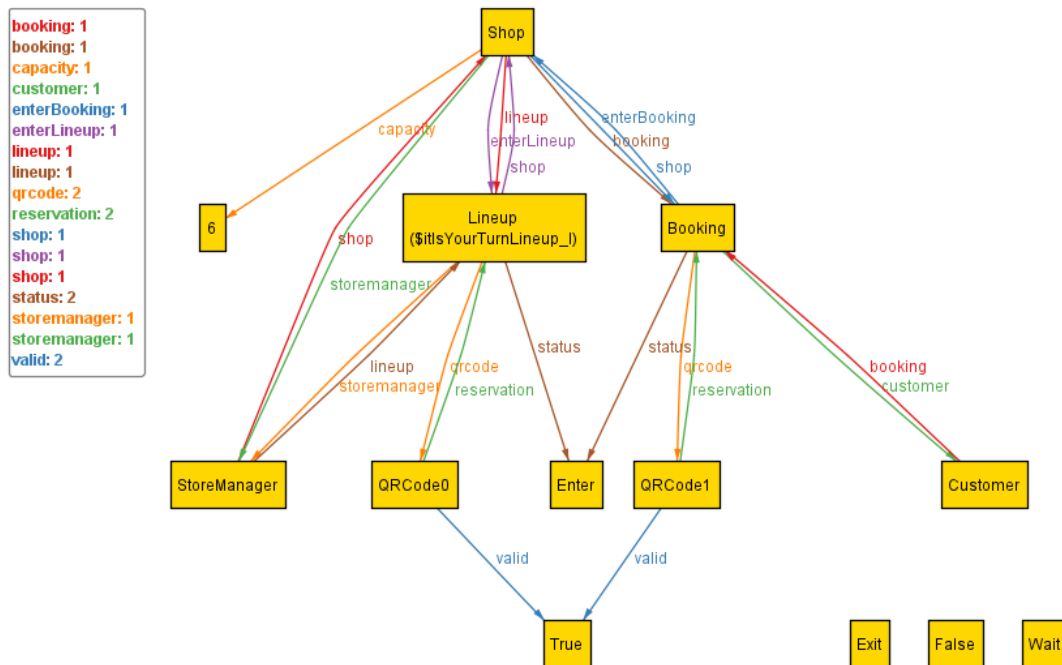 booking: 1
booking: 1
capacity: 1
customer: 1
enterBooking: 1
enterLineup: 1
lineup: 1
lineup: 1
qrcode: 2
reservation: 2
shop: 1
shop: 1
shop: 1
status: 2
storemanager: 1
storemanager: 1
valid: 2
Shop
capacity
lineup
enterLineup
shop
enterBooking
booking
shop
6
Lineup
($itIsYourTurnLineup_l)
Booking
shop
storemanager
lineup
storemanager
qrcode
reservation
status
status
qrcode
reservation
booking
customer
StoreManager
QRCode0
Enter
QRCode1
Customer
valid
valid
True
Exit
False
Wait